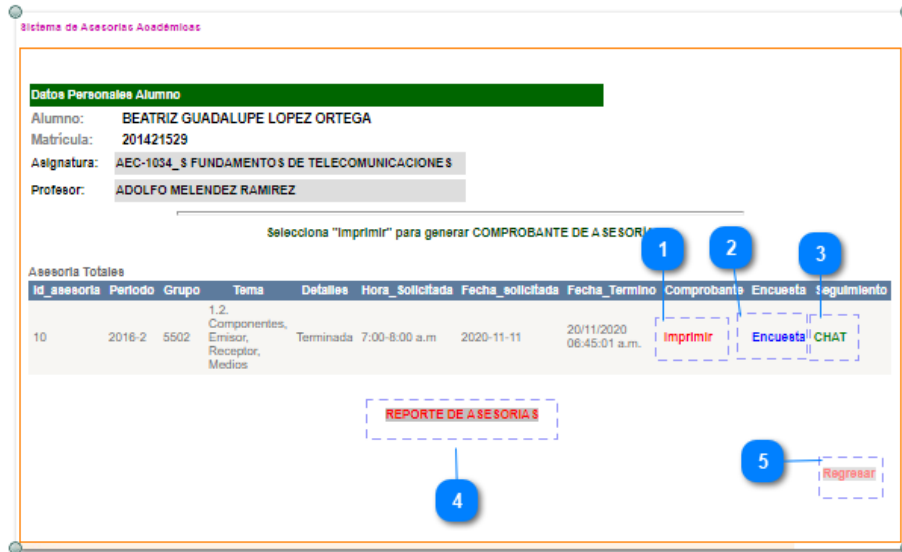 Sistema de Asesorías Académicas
Datos Personales Alumno
Alumno: BEATRIZ GUADALUPE LOPEZ ORTEGA
Matricula: 201421529
Asignatura: AEC-1034_S FUNDAMENTOS DE TELECOMUNICACIONES
Profesor: ADOLFO MELENDEZ RAMIREZ
Selecciona "Imprimir" para generar COMPROBANTE DE ASESORÍA
1 2 3
Asesoria Totales
Id_asesoria Periodo Grupo Tema Detalles Hora_Solicitada Fecha_solicitada Fecha_Termino Comprobante Encuesta Seguimiento
1.2.
Componentes,
10 2016-2 5502 Emisor, Terminada 7:00-8:00 a.m 2020-11-11 20/11/2020 Imprimir Encuesta CHAT
Receptor, 06:45:01 a.m.
Medios
REPORTE DE ASESORIAS
5
Regresar
4